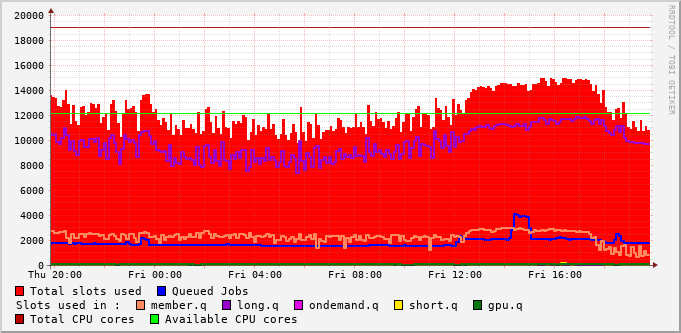 20000
18000
16000
14000
12000
10000
8000
6000
4000
2000
0
Thu 20:00 Fri 00:00 Fri 04:00 Fri 08:00 Fri 12:00 Fri 16:00
RRDTOOL / TOBI OETIKER
Total slots used Queued Jobs
Slots used in : member.q long.q ondemand.q short.q gpu.q
Total CPU cores Available CPU cores